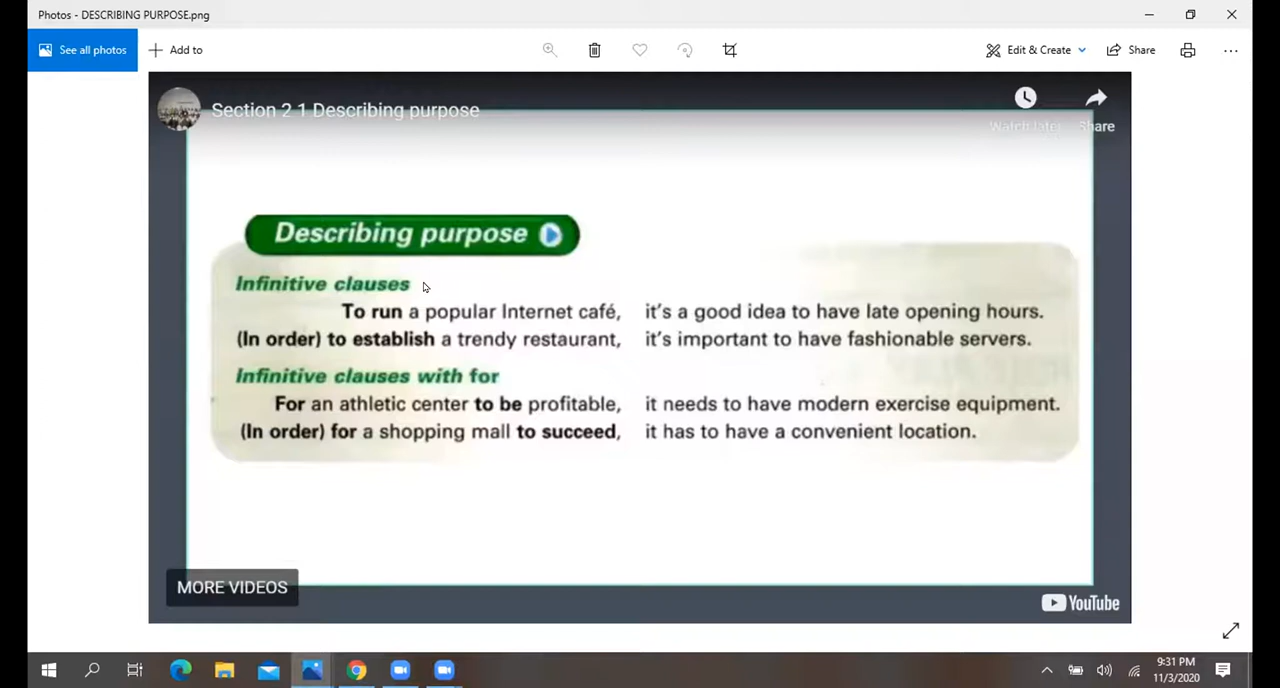 Photos - DESCRIBING PURPOSE.png
See all photos
Add to
Edit & Create
Share
Section 2 1 Describing purpose
Watch later
Share
Describing purpose
Infinitive clauses
To run a popular Internet café, it's a good idea to have late opening hours.
(In order) to establish a trendy restaurant, it's important to have fashionable servers.
Infinitive clauses with for
For an athletic center to be profitable, it needs to have modern exercise equipment.
(In order) for a shopping mall to succeed, it has to have a convenient location.
MORE VIDEOS
YouTube
9:31 PM
11/3/2020